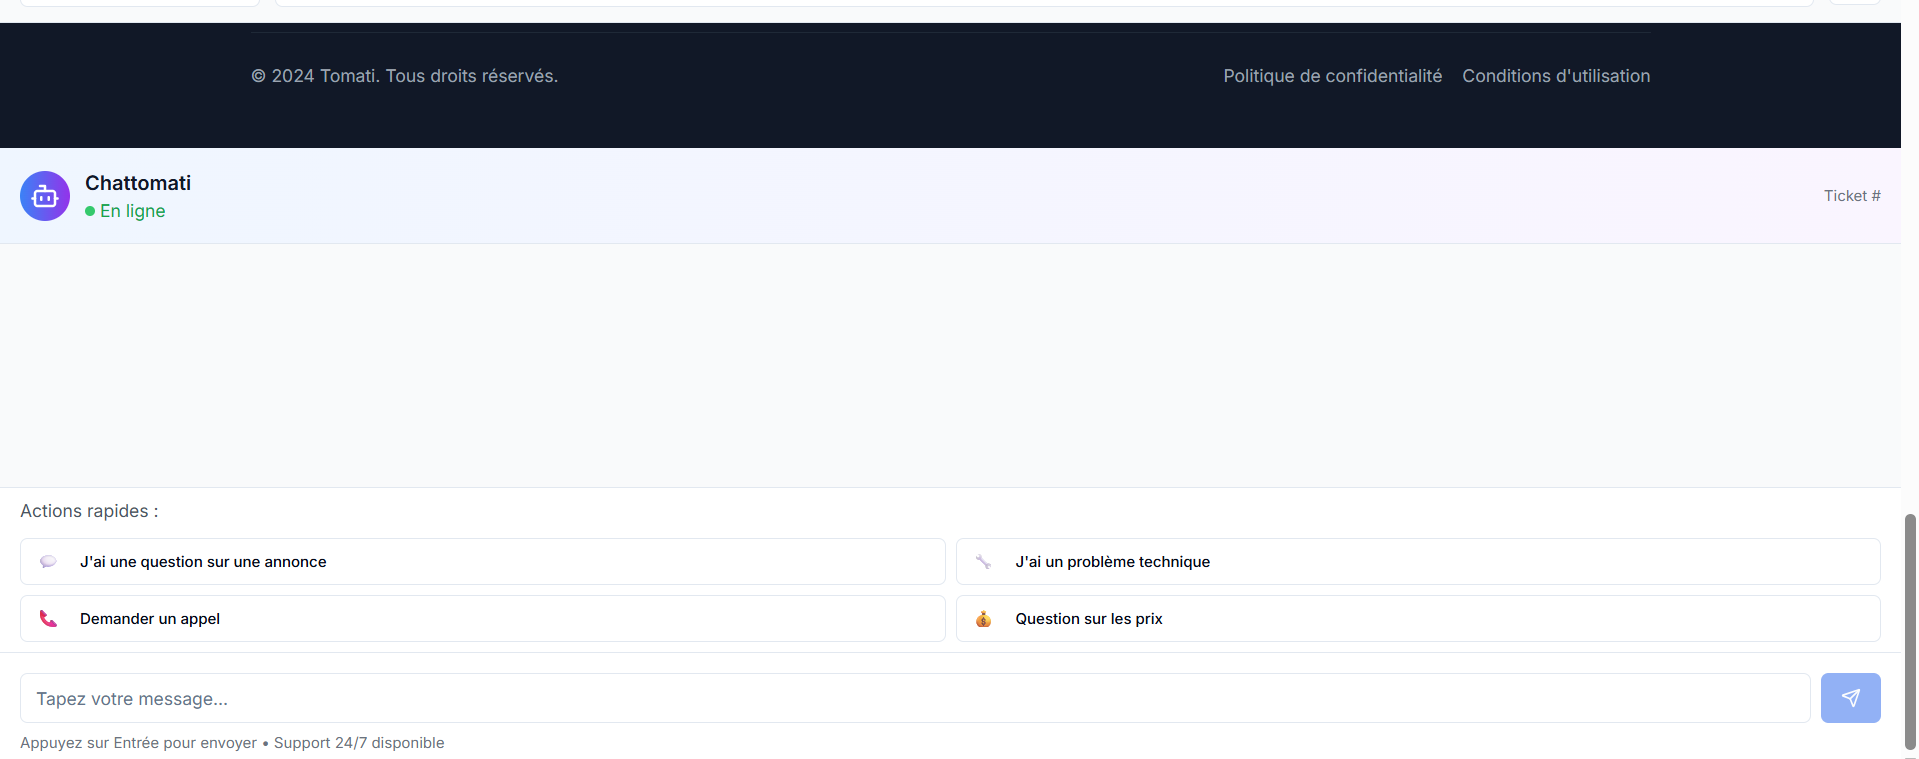 © 2024 Tomati. Tous droits réservés.
Politique de confidentialité
Conditions d'utilisation
Chattomati
En ligne
Ticket #
Actions rapides :
J'ai une question sur une annonce
J'ai un problème technique
Demander un appel
Question sur les prix
Tapez votre message...
Appuyez sur Entrée pour envoyer • Support 24/7 disponible